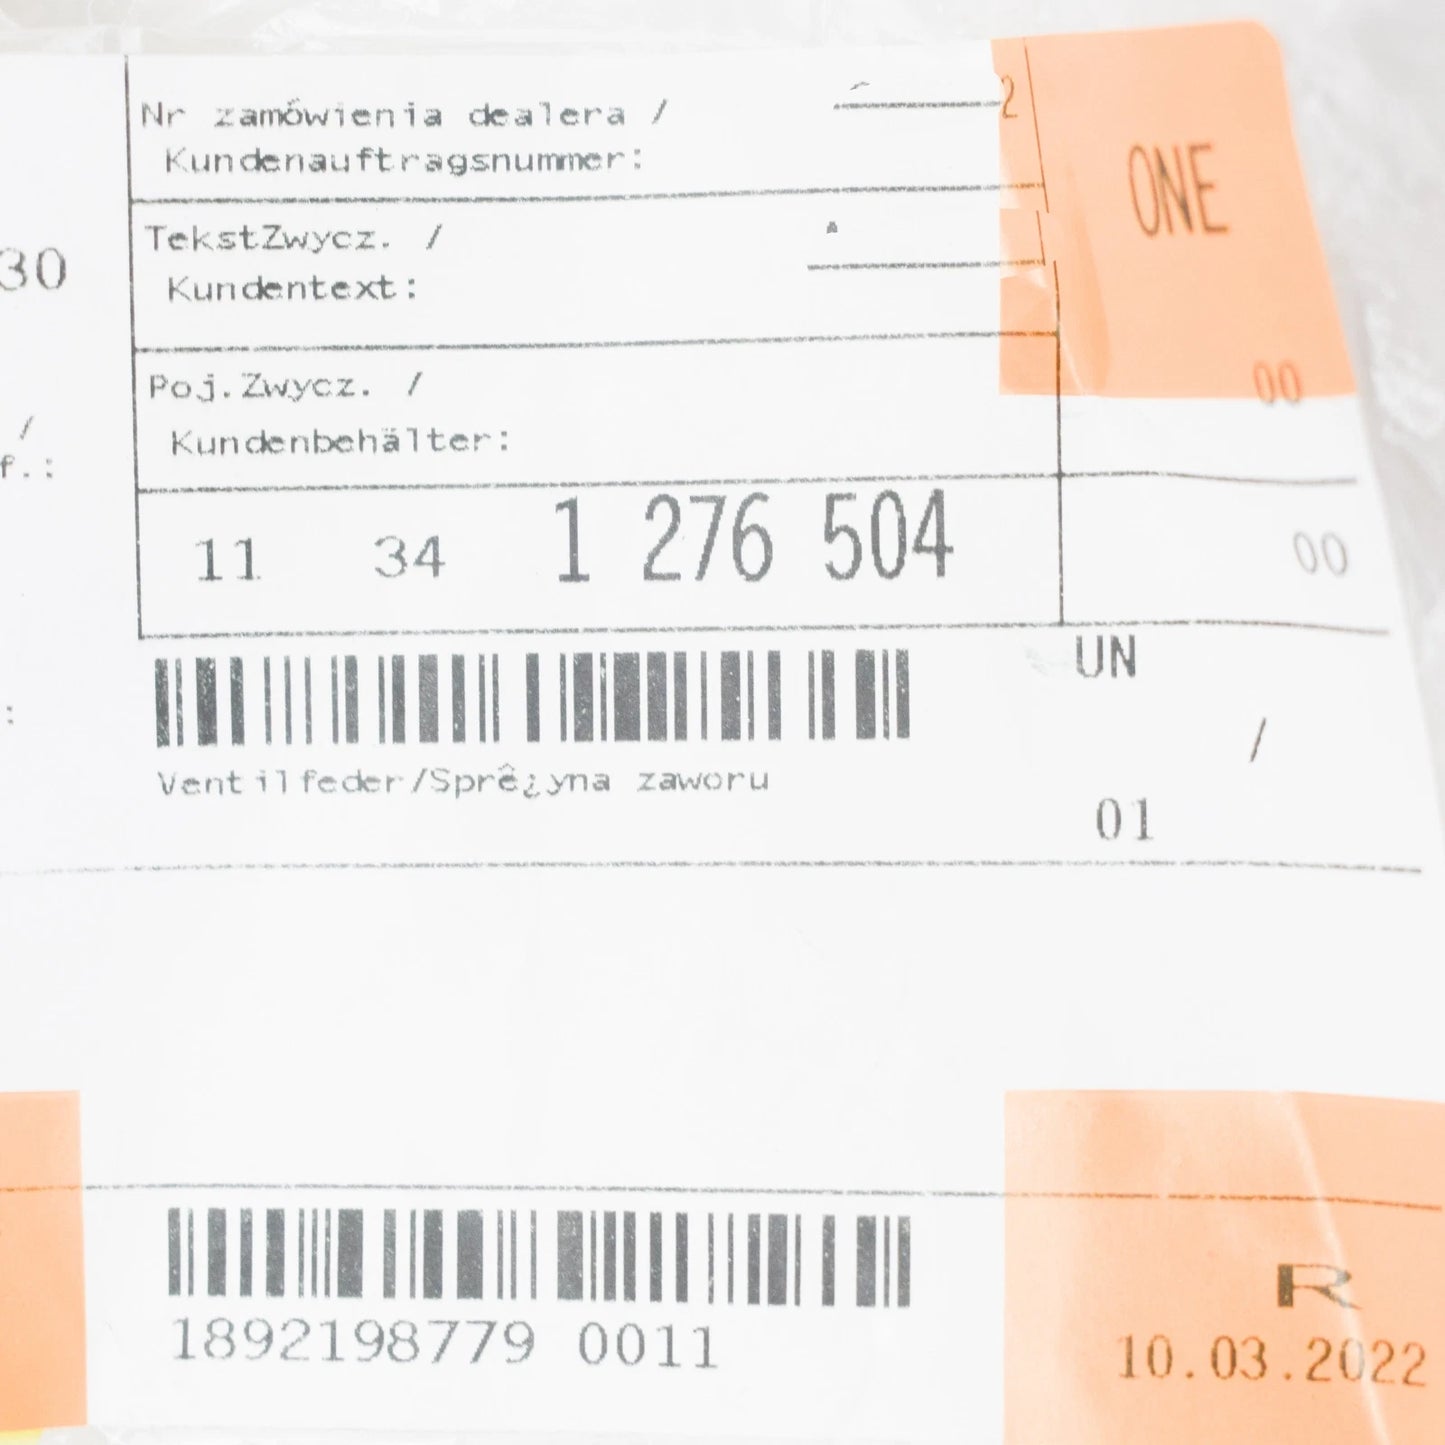 Nr zamówienia dealera /
Kundenauftragsnummer:
2
ONE
TekstZwycz. /
Kundentext:
30
Poj.Zwycz. /
Kundenbehälter:
00
/
f.:
11 34 1 276 504
00
UN
:
/
Ventilfeder/Sprê¿yna zaworu
01
1892198779 0011
R
10.03.2022